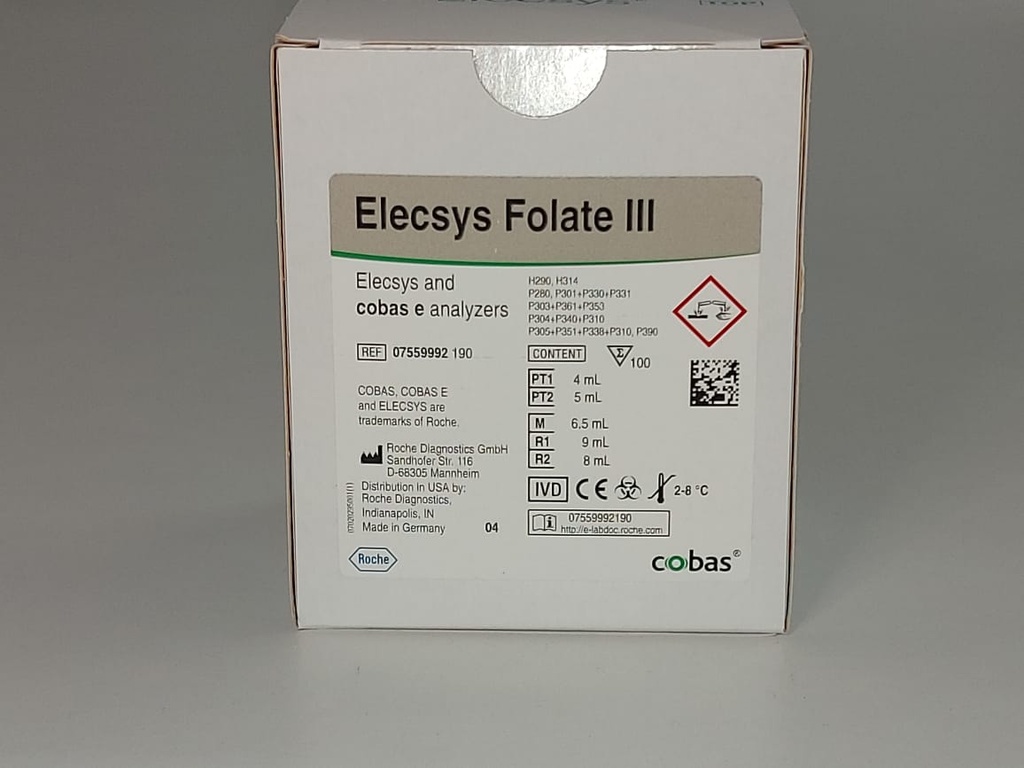 TOP
Elecsys Folate III
Elecsys and
cobas e analyzers
REF 07559992 190
COBAS, COBAS E
and ELECSYS are
trademarks of Roche.
Roche Diagnostics GmbH
Sandhofer Str. 116
D-68305 Mannheim
Distribution in USA by:
Roche Diagnostics,
Indianapolis, IN
Made in Germany 04
Roche
H290, H314
P280, P301+P330+P331
P303+P361+P353
P304+P340+P310
P305+P351+P338+P310, P390
CONTENT Σ 100
PT1 4 mL
PT2 5 mL
M 6.5 mL
R1 9 mL
R2 8 mL
IVD CE 2-8 °C
i 07559992190
http://e-labdoc.roche.com
cobas®